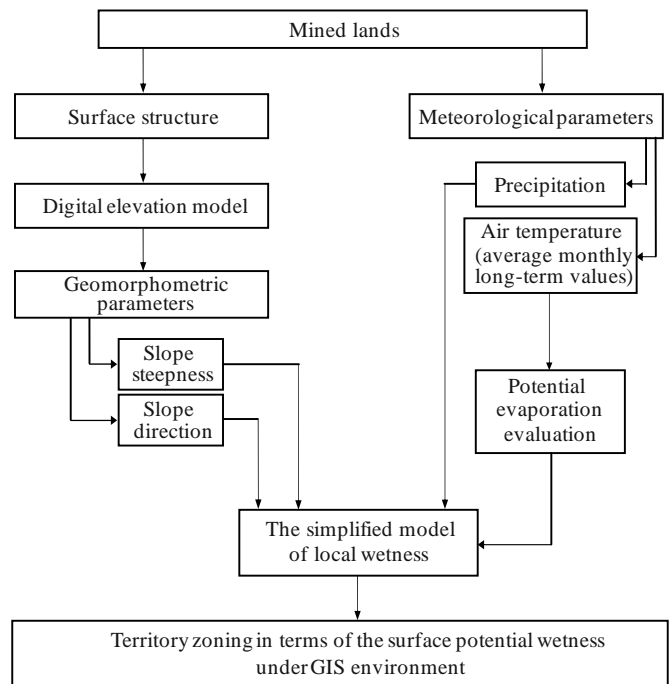 Mined lands
Surface structure
Meteorological parameters
Precipitation
Digital elevation model
Air temperature
(average monthly
long-term values)
Geomorphometric
parameters
Slope
steepness
Slope
direction
Potential
evaporation
evaluation
The simplified model
of local wetness
Territory zoning in terms of the surface potential wetness
under GIS environment